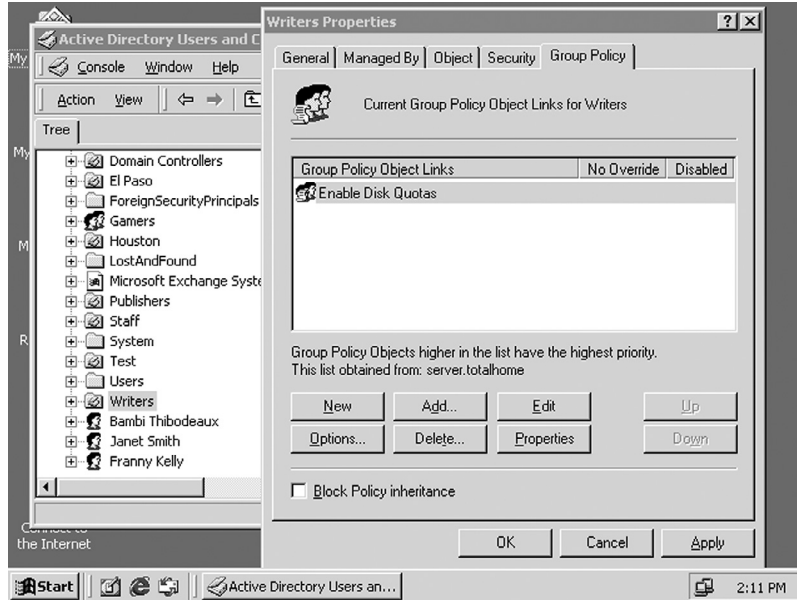 Writers Properties
Active Directory Users and C
Console Window Help
Action View
Tree
Domain Controllers
El Paso
ForeignSecurityPrincipals
Gamers
Houston
LostAndFound
Microsoft Exchange Syste
Publishers
Staff
System
Test
Users
Writers
Bambi Thibodeaux
Janet Smith
Franny Kelly
General Managed By Object Security Group Policy
Current Group Policy Object Links for Writers
Group Policy Object Links No Override Disabled
Enable Disk Quotas
Group Policy Objects higher in the list have the highest priority.
This list obtained from: server.totalhome
New Add... Edit Up
Options... Delete... Properties Down
Block Policy inheritance
OK Cancel Apply
My
My
M
R
the Internet
Start Active Directory Users an... 2:11 PM